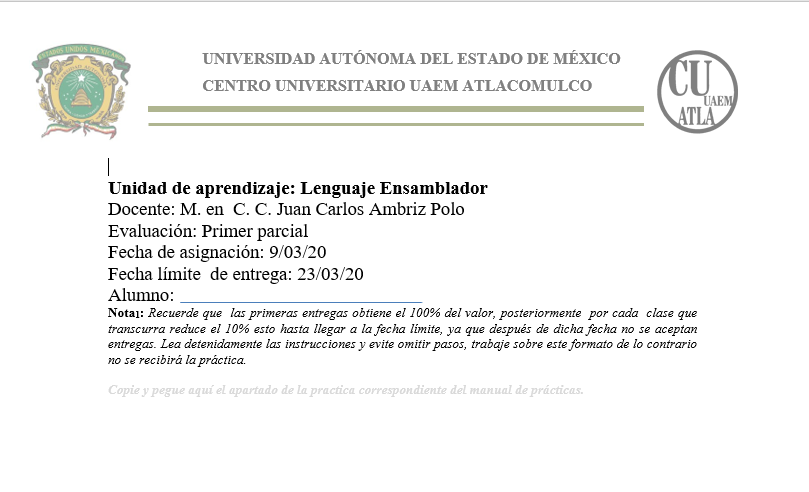 ESTADOS UNIDOS MEXICANOS
UNIVERSIDAD AUTÓNOMA DEL ESTADO DE MÉXICO
CENTRO UNIVERSITARIO UAEM ATLACOMULCO
CU
UAEM
ATLA
Unidad de aprendizaje: Lenguaje Ensamblador
Docente: M. en  C. C. Juan Carlos Ambriz Polo
Evaluación: Primer parcial
Fecha de asignación: 9/03/20
Fecha límite  de entrega: 23/03/20
Alumno:
Nota1: Recuerde que  las primeras entregas obtiene el 100% del valor, posteriormente  por cada  clase que
transcurra reduce el 10% esto hasta llegar a la fecha límite, ya que después de dicha fecha no se aceptan
entregas. Lea detenidamente las instrucciones y evite omitir pasos, trabaje sobre este formato de lo contrario
no se recibirá la práctica.
Copie y pegue aquí el apartado de la practica correspondiente del manual de prácticas.